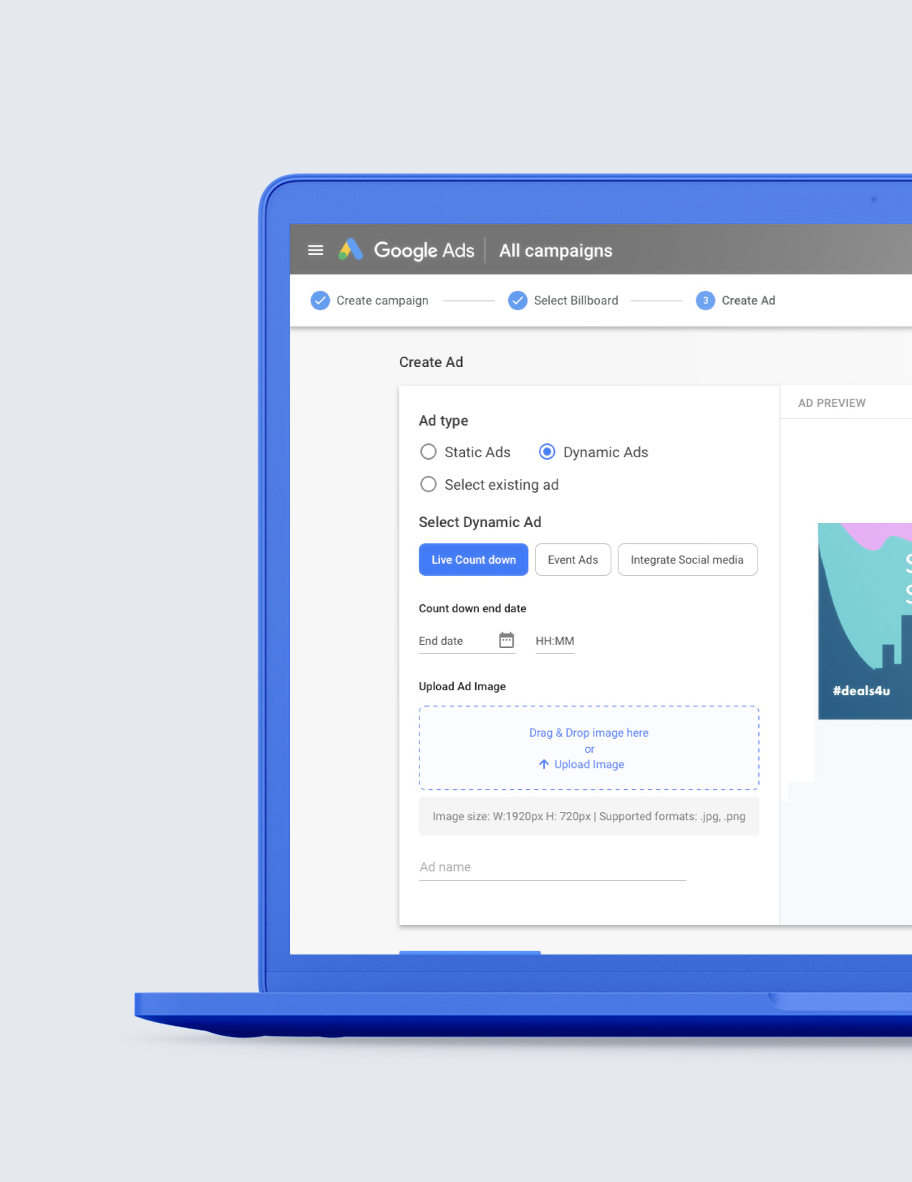 Google Ads All campaigns
Create campaign Select Billboard 3 Create Ad
Create Ad
Ad type
Static Ads Dynamic Ads
Select existing ad
Select Dynamic Ad
Live Count down Event Ads Integrate Social media
Count down end date
End date HH:MM
Upload Ad Image
Drag & Drop image here
or
Upload Image
Image size: W:1920px H: 720px | Supported formats: .jpg, .png
Ad name
AD PREVIEW
S
S
#deals4u